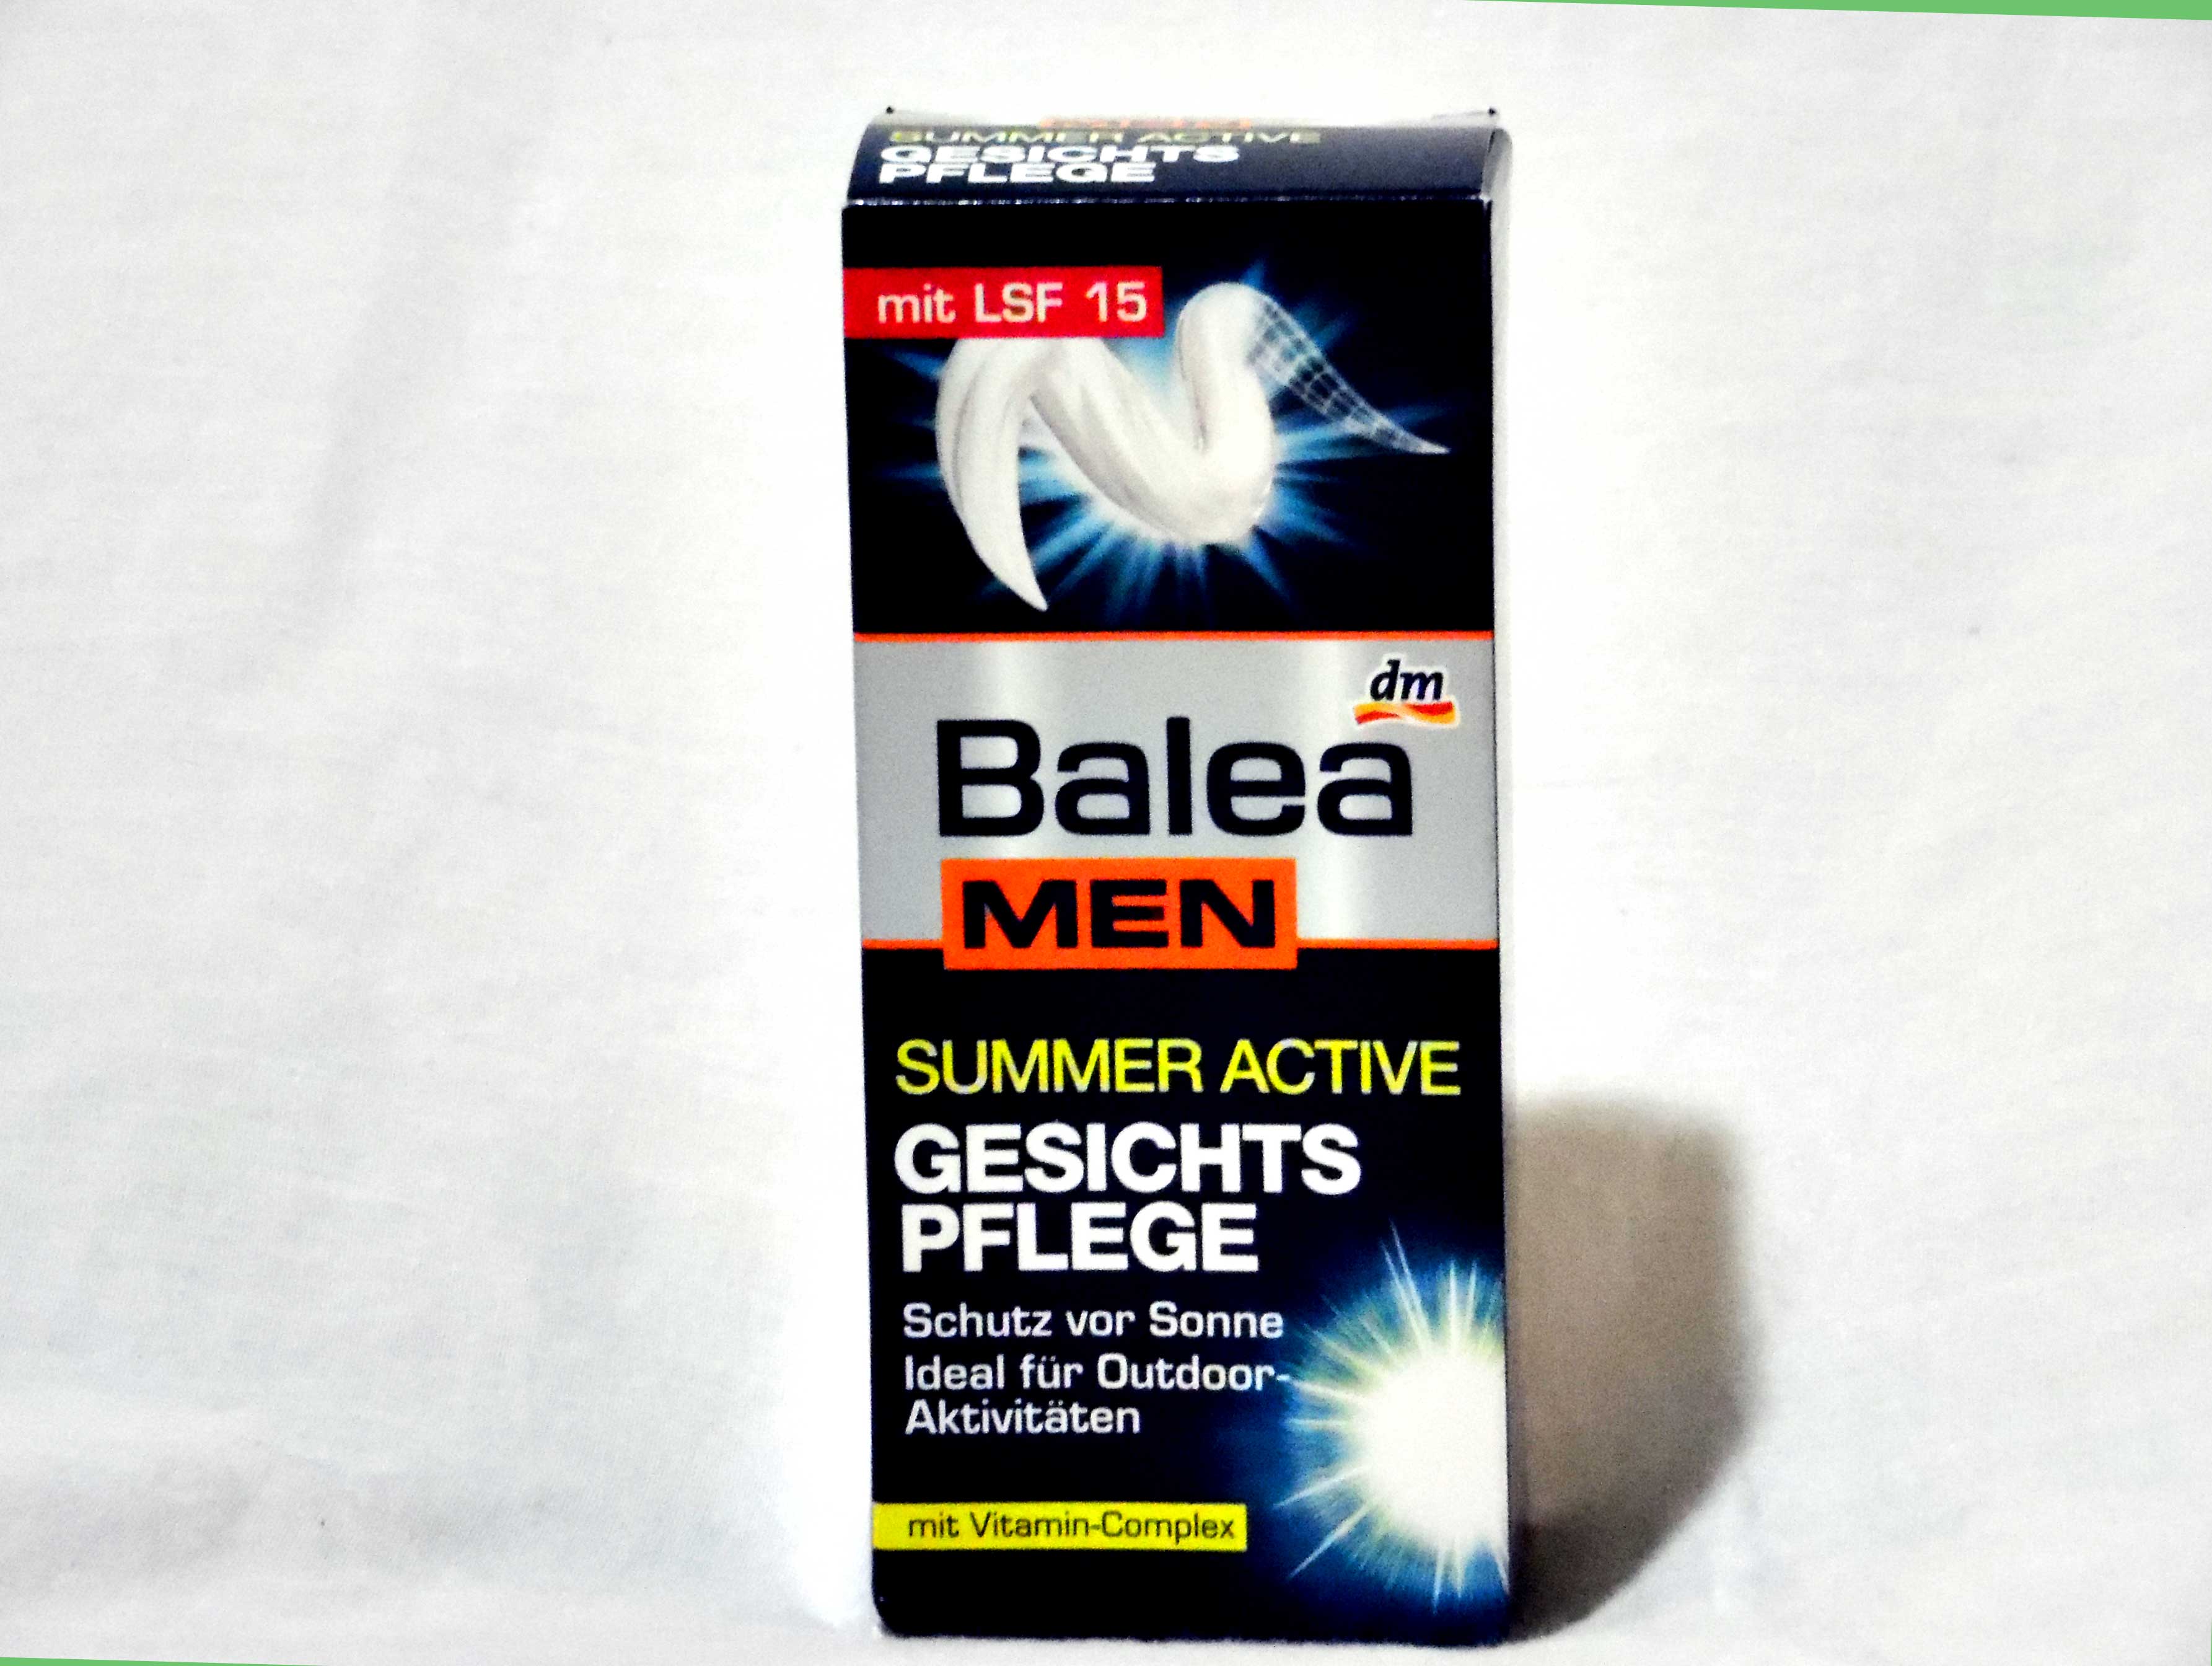 SUMMER ACTIVE
GESICHTS
PFLEGE
mit LSF 15
dm
Balea
MEN
SUMMER ACTIVE
GESICHTS
PFLEGE
Schutz vor Sonne
Ideal für Outdoor-
Aktivitäten
mit Vitamin-Complex